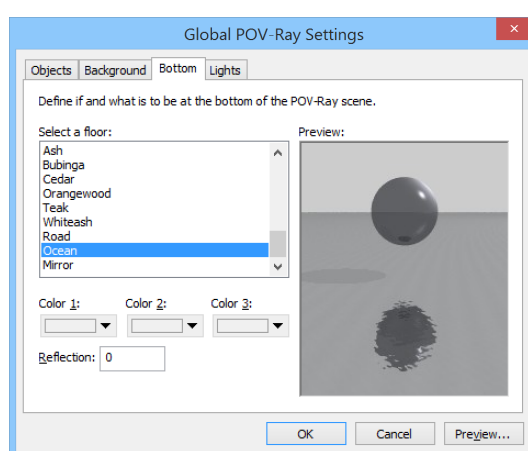 Global POV-Ray Settings
Objects Background Bottom Lights
Define if and what is to be at the bottom of the POV-Ray scene.
Select a floor: Preview:
Ash
Bubinga
Cedar
Orangewood
Teak
Whiteash
Road
Ocean
Mirror
Color 1: Color 2: Color 3:
Reflection: 0
OK Cancel Preview...